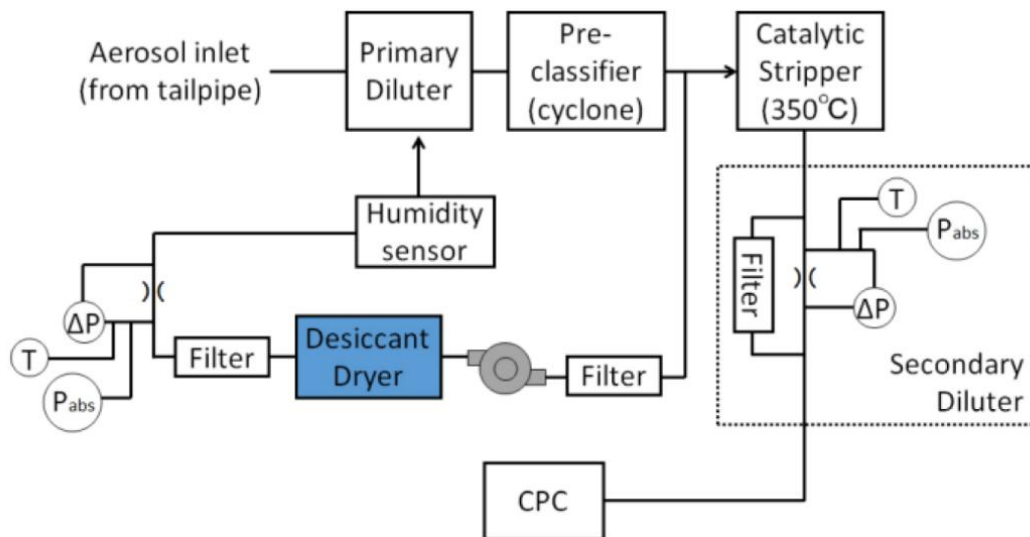 Aerosol inlet
(from tailpipe)
Primary
Diluter
Pre-
classifier
(cyclone)
Catalytic
Stripper
(350℃)
Humidity
sensor
ΔP
T
Pabs
Filter
Desiccant
Dryer
Filter
T
Pabs
Filter
ΔP
Secondary
Diluter
CPC